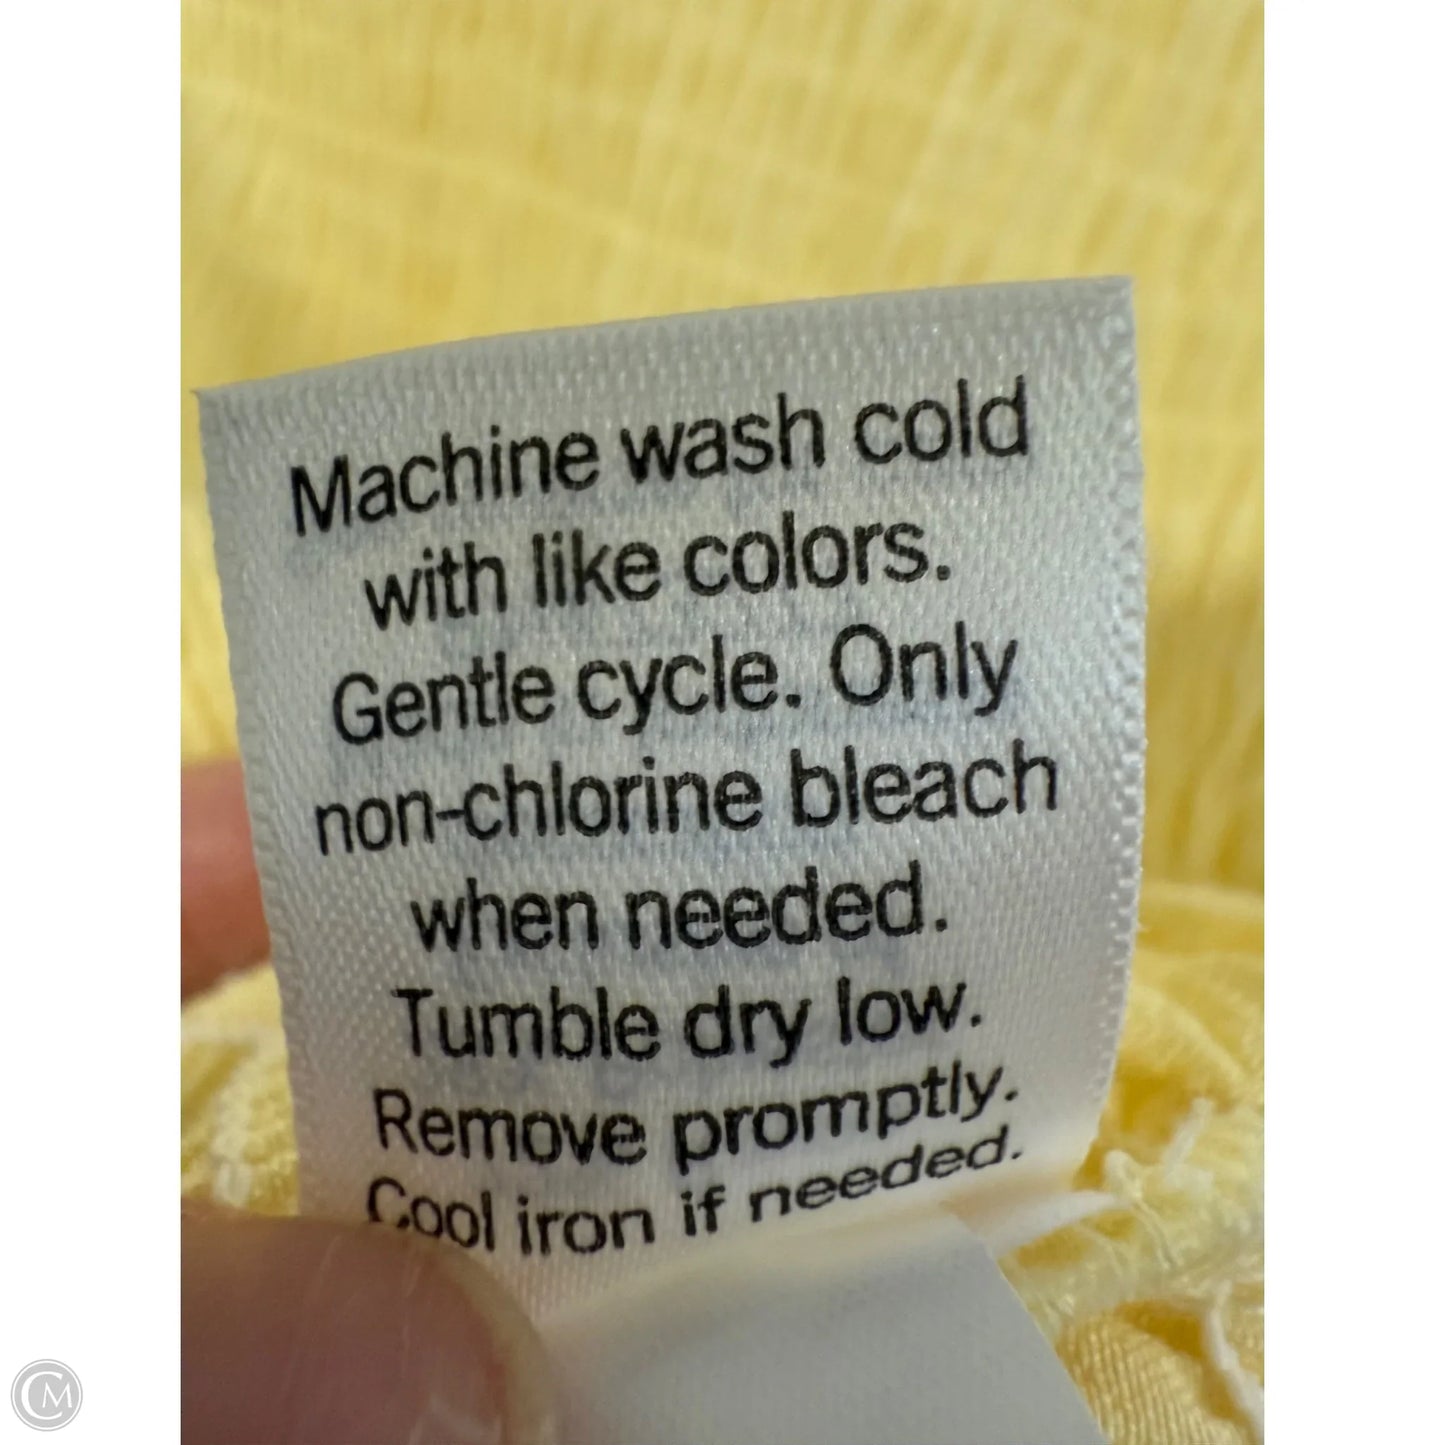 Machine wash cold
with like colors.
Gentle cycle. Only
non-chlorine bleach
when needed.
Tumble dry low.
Remove promptly.
Cool iron if needed.
CM